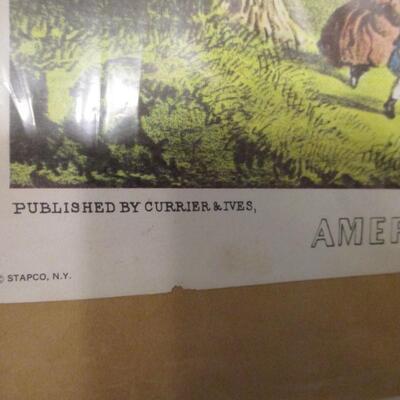 PUBLISHED BY CURRIER & IVES,
AMER
© STAPCO, N.Y.